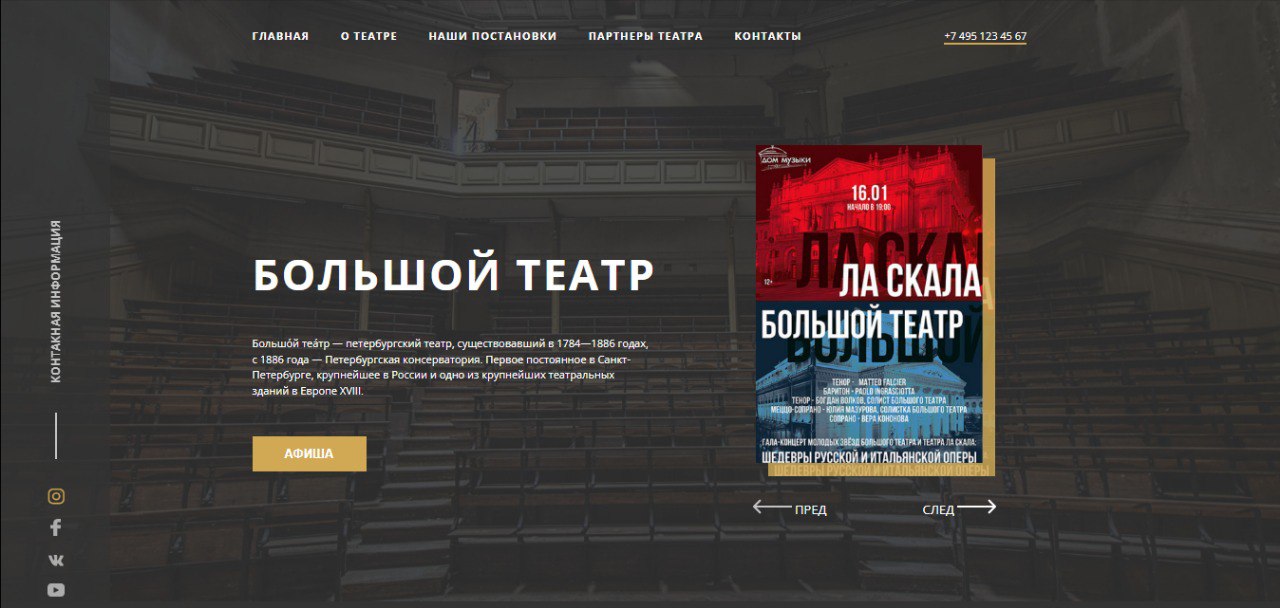 ГЛАВНАЯ О ТЕАТРЕ НАШИ ПОСТАНОВКИ ПАРТНЕРЫ ТЕАТРА КОНТАКТЫ +7 495 123 45 67
КОНТАКНАЯ ИНФОРМАЦИЯ
БОЛЬШОЙ ТЕАТР
Большо́й теа́тр — петербургский театр, существовавший в 1784—1886 годах,
с 1886 года — Петербургская консерватория. Первое постоянное в Санкт-
Петербурге, крупнейшее в России и одно из крупнейших театральных
зданий в Европе XVIII.
АФИША
ДОМ МУЗЫКИ
16.01
НАЧАЛО В 19:00
ЛА СКАЛА
12+
ЛА СКАЛА
БОЛЬШОЙ ТЕАТР
БОЛЬШОЙ
ТЕНОР - MATTEO FALCIER
БАРИТОН - PAOLO INGRASCIOTTA
ТЕНОР - БОГДАН ВОЛКОВ, СОЛИСТ БОЛЬШОГО ТЕАТРА
МЕЦЦО-СОПРАНО - ЮЛИЯ МАЗУРОВА, СОЛИСТКА БОЛЬШОГО ТЕАТРА
СОПРАНО - ВЕРА КОНОНОВА
ГАЛА-КОНЦЕРТ МОЛОДЫХ ЗВЁЗД БОЛЬШОГО ТЕАТРА И ТЕАТРА ЛА СКАЛА:
ШЕДЕВРЫ РУССКОЙ И ИТАЛЬЯНСКОЙ ОПЕРЫ
ШЕДЕВРЫ РУССКОЙ И ИТАЛЬЯНСКОЙ ОПЕРЫ
ПРЕД СЛЕД